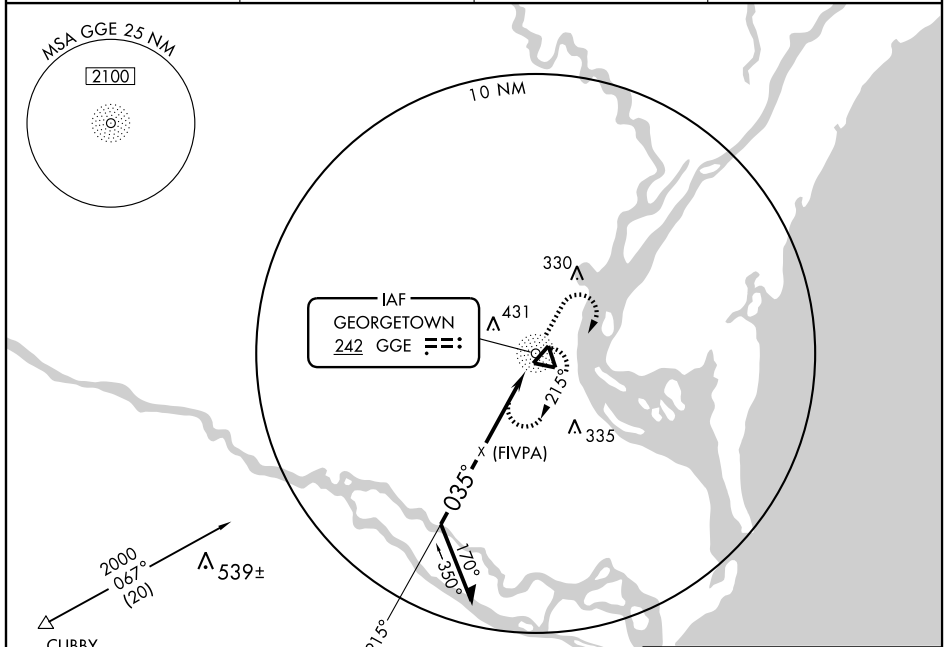 MSA GGE 25 NM
2100
10 NM
330
IAF
GEORGETOWN
242 GGE
431
215°
335
(FIVPA)
035°
2000
067°
(20)
539±
170°
350°
215°
CUBBY